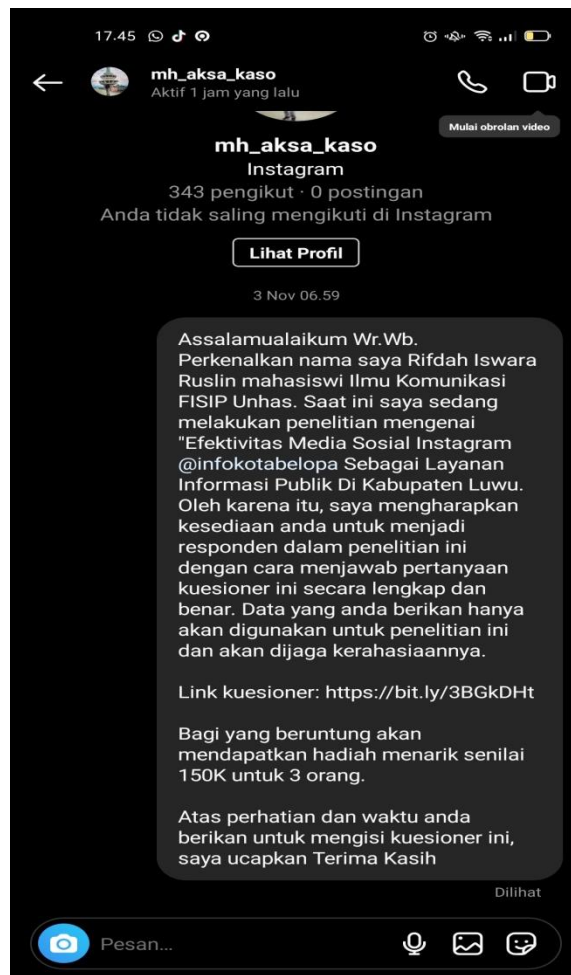 17.45
mh_aksa_kaso
Aktif 1 jam yang lalu
Mulai obrolan video
mh_aksa_kaso
Instagram
343 pengikut · 0 postingan
Anda tidak saling mengikuti di Instagram
Lihat Profil
3 Nov 06.59
Assalamualaikum Wr.Wb.
Perkenalkan nama saya Rifdah Iswara
Ruslin mahasiswi Ilmu Komunikasi
FISIP Unhas. Saat ini saya sedang
melakukan penelitian mengenai
"Efektivitas Media Sosial Instagram
@infokotabelopa Sebagai Layanan
Informasi Publik Di Kabupaten Luwu.
Oleh karena itu, saya mengharapkan
kesediaan anda untuk menjadi
responden dalam penelitian ini
dengan cara menjawab pertanyaan
kuesioner ini secara lengkap dan
benar. Data yang anda berikan hanya
akan digunakan untuk penelitian ini
dan akan dijaga kerahasiaannya.
Link kuesioner: https://bit.ly/3BGkDHt
Bagi yang beruntung akan
mendapatkan hadiah menarik senilai
150K untuk 3 orang.
Atas perhatian dan waktu anda
berikan untuk mengisi kuesioner ini,
saya ucapkan Terima Kasih
Dilihat
Pesan...